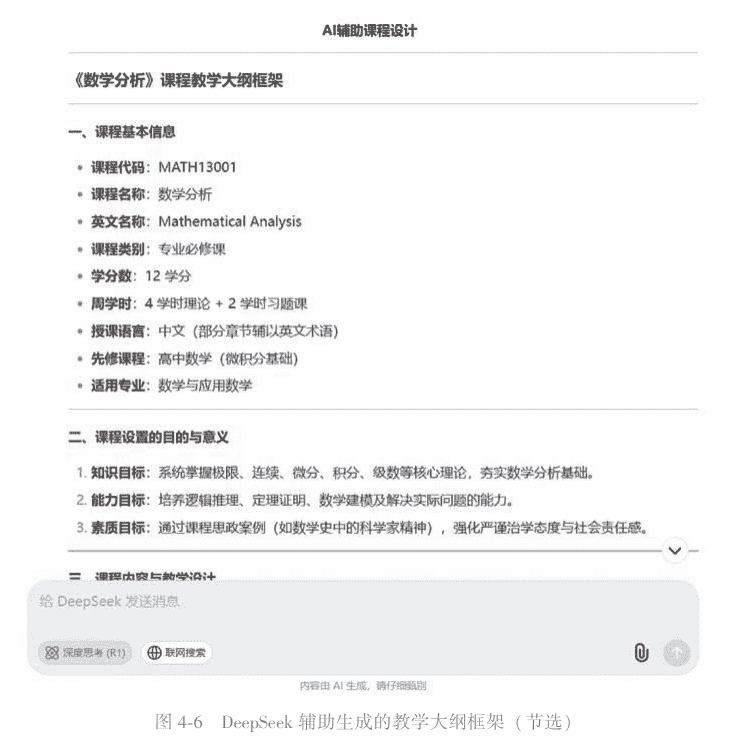 AI辅助课程设计
《数学分析》课程教学大纲框架
一、课程基本信息
• 课程代码：MATH13001
• 课程名称：数学分析
• 英文名称：Mathematical Analysis
• 课程类别：专业必修课
• 学分数：12 学分
• 周学时：4 学时理论 + 2 学时习题课
• 授课语言：中文（部分章节辅以英文术语）
• 先修课程：高中数学（微积分基础）
• 适用专业：数学与应用数学
二、课程设置的目的与意义
1. 知识目标：系统掌握极限、连续、微分、积分、级数等核心理论，夯实数学分析基础。
2. 能力目标：培养逻辑推理、定理证明、数学建模及解决实际问题的能力。
3. 素质目标：通过课程思政案例（如数学史中的科学家精神），强化严谨治学态度与社会责任感。
三、课程内容与教学设计
给 DeepSeek 发送消息
深度思考 (R1) 联网搜索
内容由 AI 生成，请仔细甄别
图 4-6 DeepSeek 辅助生成的教学大纲框架（节选）